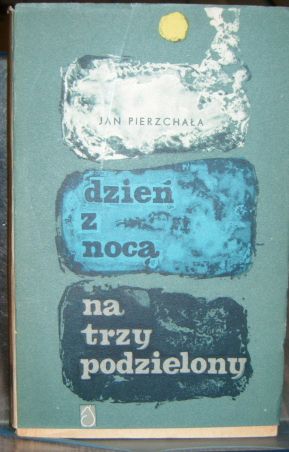 JAN PIERZCHAŁA
dzień
z
nocą
na
trzy
podzielony